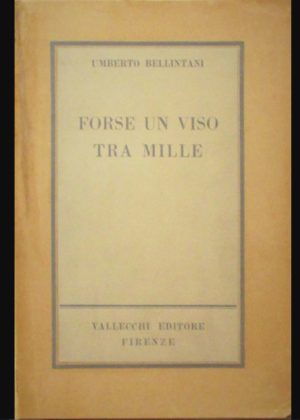 UMBERTO BELLINTANI
FORSE UN VISO
TRA MILLE
VALLECCHI EDITORE
FIRENZE